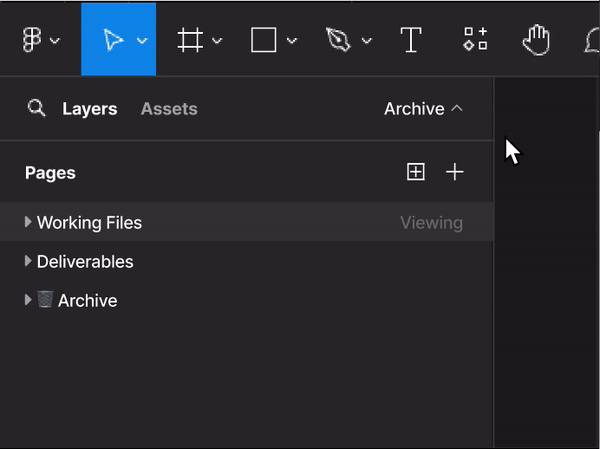 Layers Assets Archive
Pages
Working Files Viewing
Deliverables
Archive